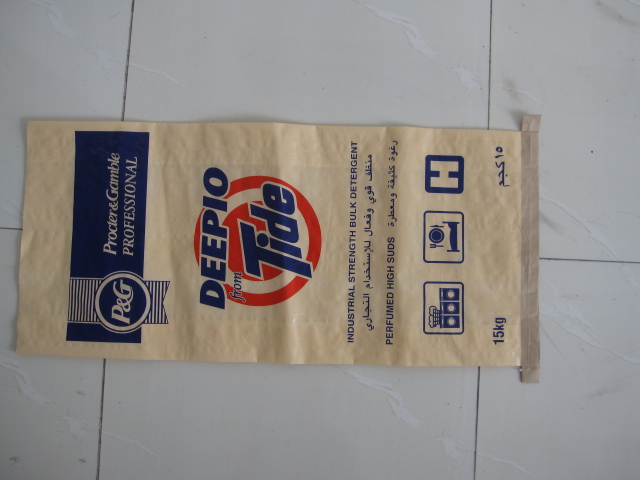 Procter&Gamble
PROFESSIONAL
P&G
DEEPIO
from Tide
INDUSTRIAL STRENGTH BULK DETERGENT
منظف قوي وفعال للإستخدام التجاري
PERFUMED HIGH SUDS رغوة كثيفة ومعطرة
H
15kg ١٥ كجم